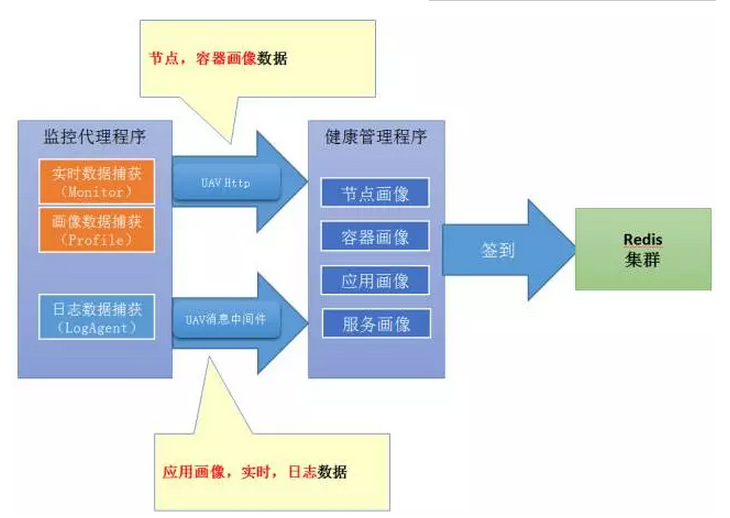 节点，容器画像数据
监控代理程序
实时数据捕获
（Monitor）
画像数据捕获
（Profile）
日志数据捕获
（LogAgent）
UAV Http
UAV消息中间件
健康管理程序
节点画像
容器画像
应用画像
服务画像
签到
Redis
集群
应用画像，实时，日志数据